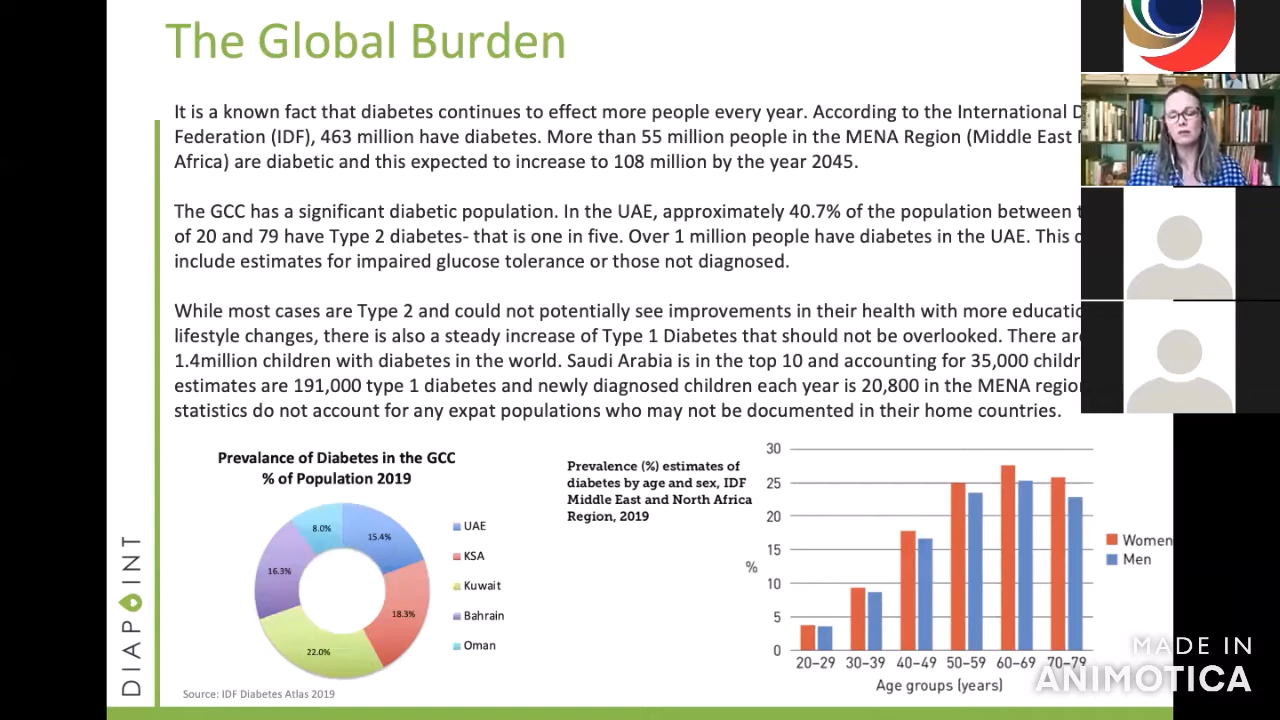 The Global Burden
It is a known fact that diabetes continues to effect more people every year. According to the International D
Federation (IDF), 463 million have diabetes. More than 55 million people in the MENA Region (Middle East
Africa) are diabetic and this expected to increase to 108 million by the year 2045.
The GCC has a significant diabetic population. In the UAE, approximately 40.7% of the population between
of 20 and 79 have Type 2 diabetes- that is one in five. Over 1 million people have diabetes in the UAE. This
include estimates for impaired glucose tolerance or those not diagnosed.
While most cases are Type 2 and could not potentially see improvements in their health with more educatio
lifestyle changes, there is also a steady increase of Type 1 Diabetes that should not be overlooked. There are
1.4million children with diabetes in the world. Saudi Arabia is in the top 10 and accounting for 35,000 childr
estimates are 191,000 type 1 diabetes and newly diagnosed children each year is 20,800 in the MENA region
statistics do not account for any expat populations who may not be documented in their home countries.
Prevalance of Diabetes in the GCC
% of Population 2019
8.0%
15.4%
16.3%
18.3%
22.0%
UAE
KSA
Kuwait
Bahrain
Oman
Source: IDF Diabetes Atlas 2019
Prevalence (%) estimates of
diabetes by age and sex, IDF
Middle East and North Africa
Region, 2019
30
25
20
15
10
5
0
%
20–29 30–39 40–49 50–59 60–69 70–79
Age groups (years)
Women
Men
DIAPOINT
MADE IN
ANIMOTICA